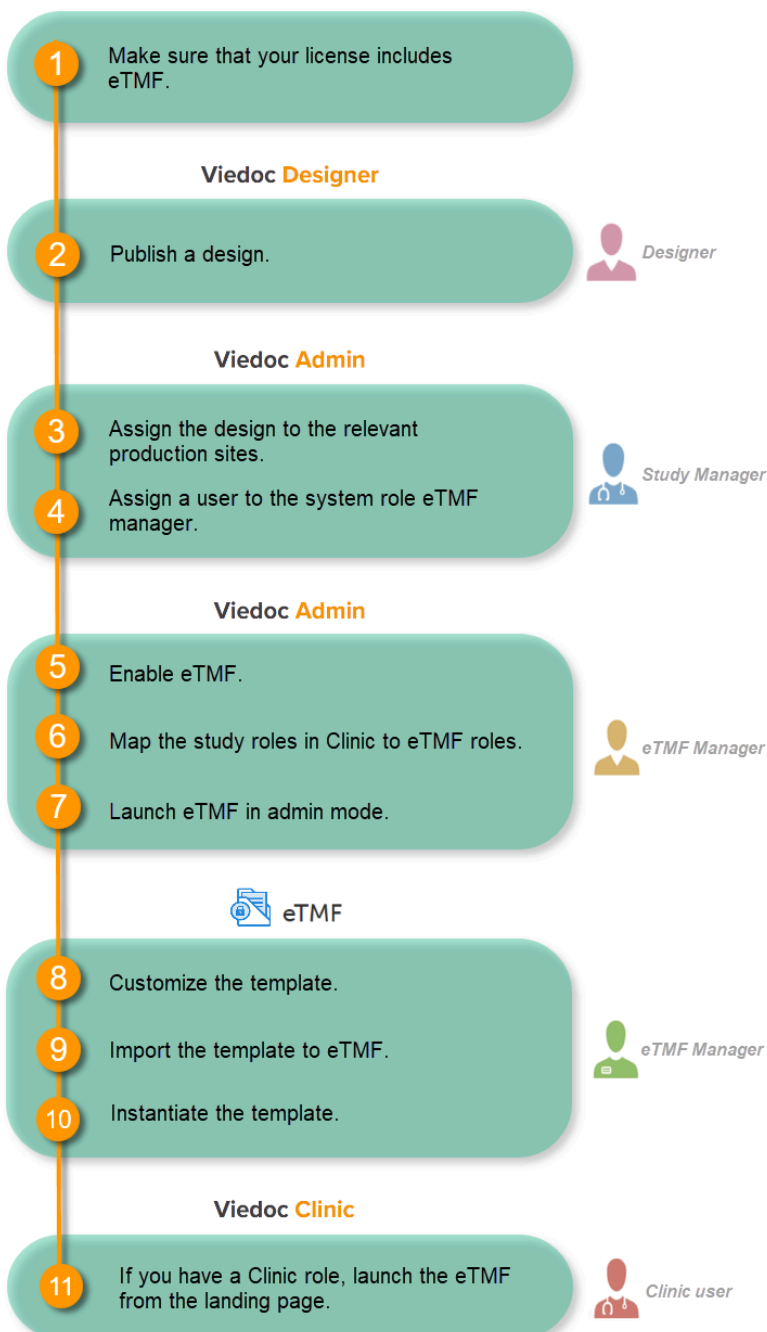 1
Make sure that your license includes
eTMF.
Viedoc Designer
2
Publish a design.
Designer
Viedoc Admin
3
Assign the design to the relevant
production sites.
Study Manager
4
Assign a user to the system role eTMF
manager.
Viedoc Admin
5
Enable eTMF.
6
Map the study roles in Clinic to eTMF roles.
eTMF Manager
7
Launch eTMF in admin mode.
eTMF
8
Customize the template.
9
Import the template to eTMF.
eTMF Manager
10
Instantiate the template.
Viedoc Clinic
11
If you have a Clinic role, launch the eTMF
from the landing page.
Clinic user